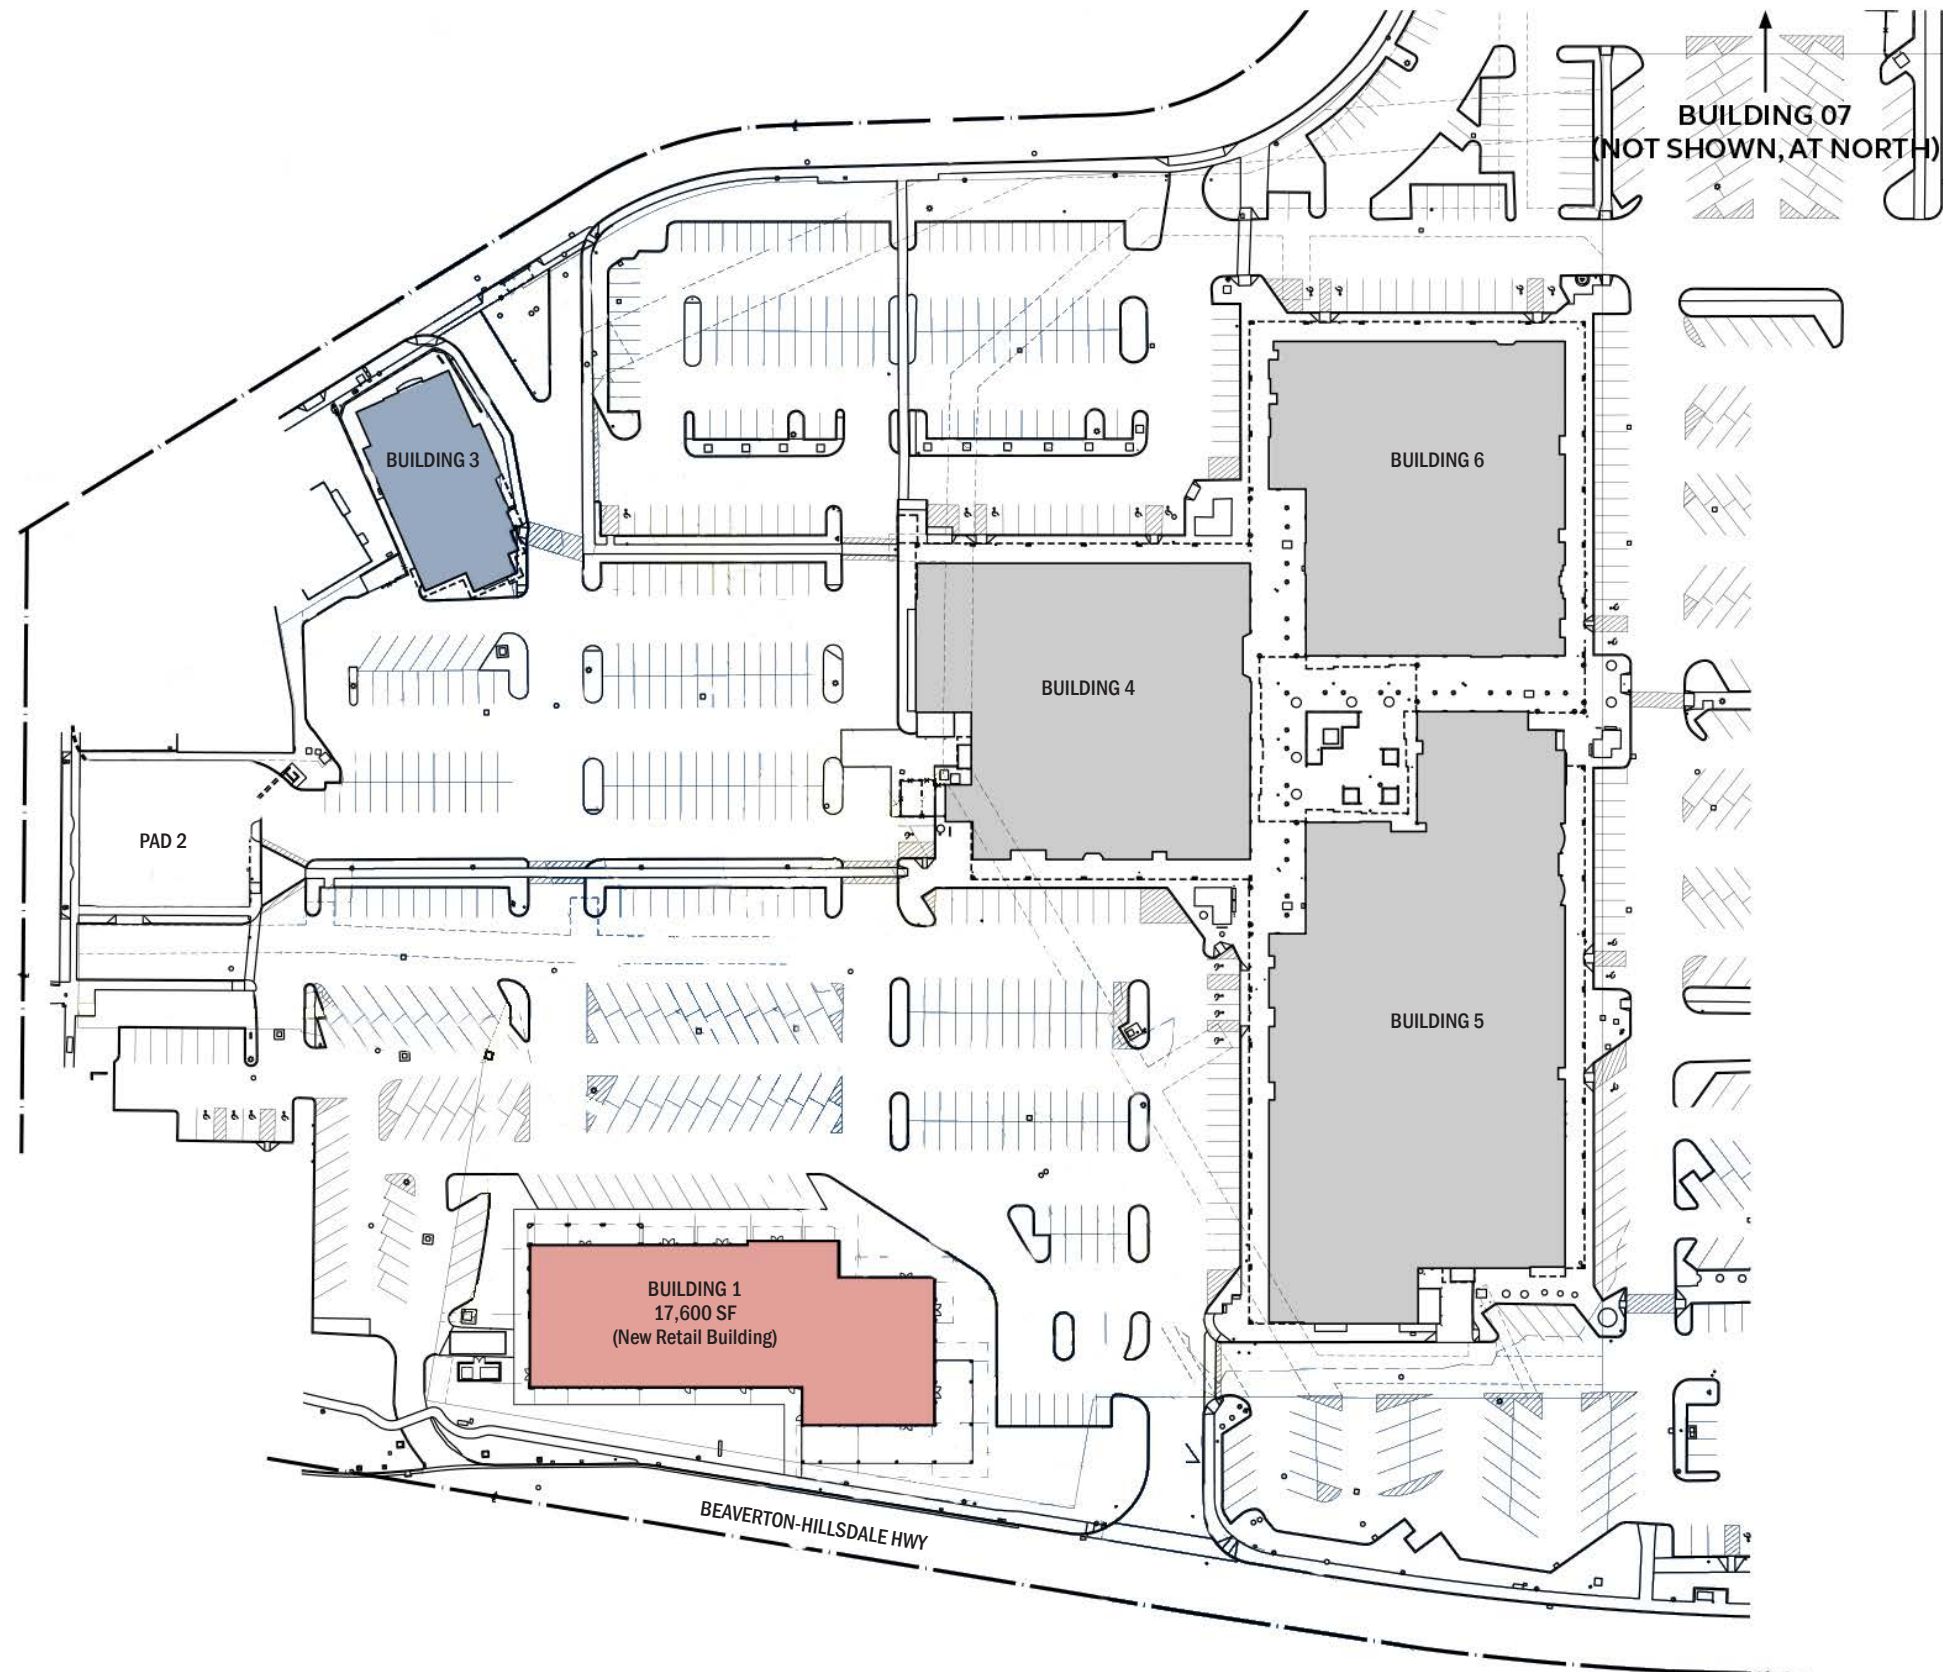 BUILDING 07
(NOT SHOWN, AT NORTH)
BUILDING 3
BUILDING 6
BUILDING 4
PAD 2
BUILDING 5
BUILDING 1
17,600 SF
(New Retail Building)
BEAVERTON-HILLSDALE HWY